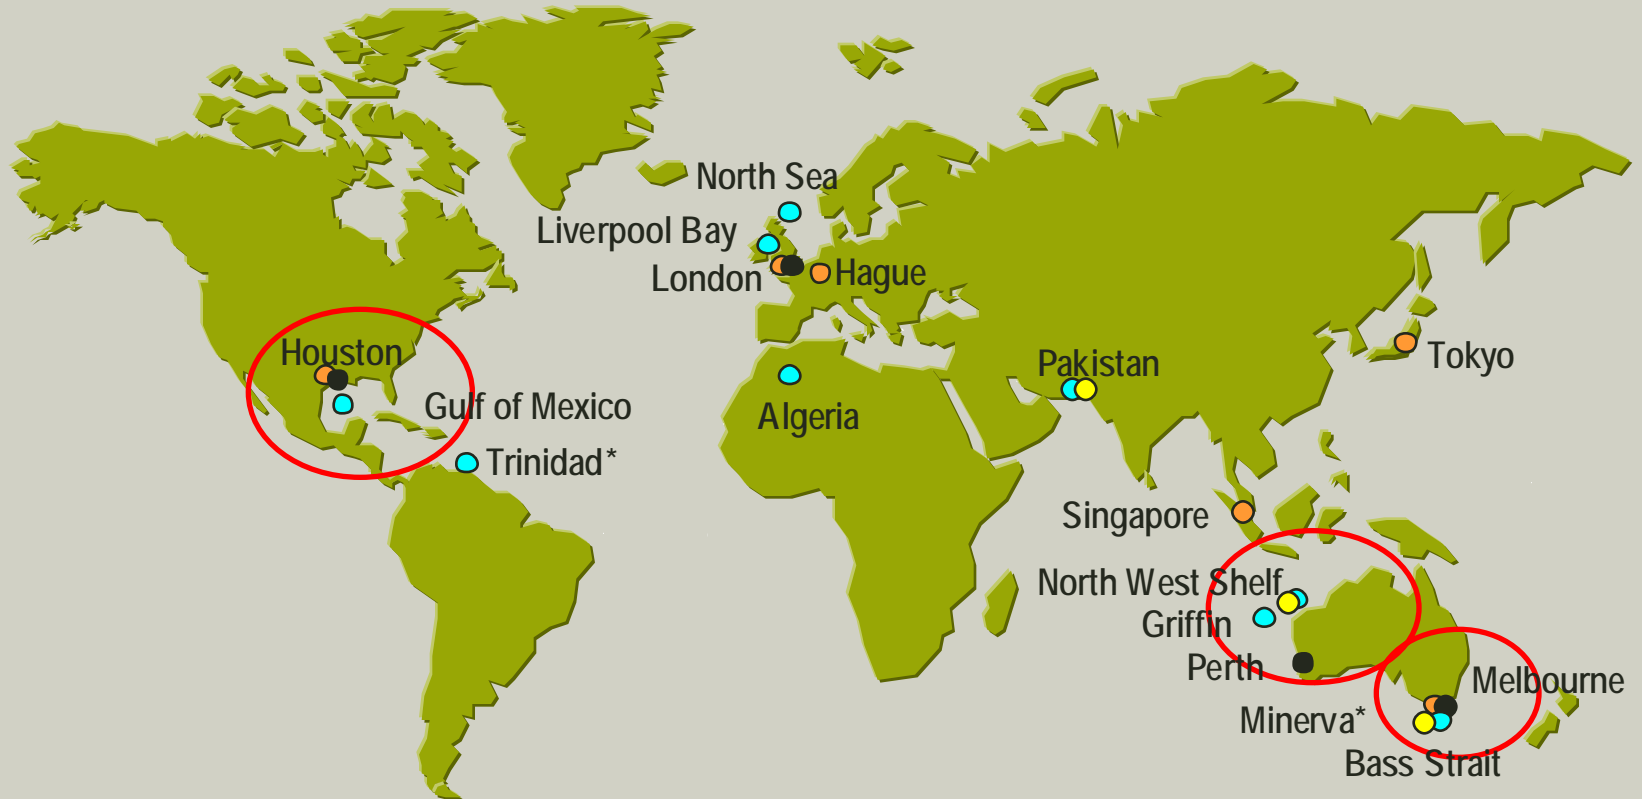 North Sea
Liverpool Bay
London
Hague
Houston
Gulf of Mexico
Trinidad*
Algeria
Pakistan
Tokyo
Singapore
North West Shelf
Griffin
Perth
Melbourne
Minerva*
Bass Strait